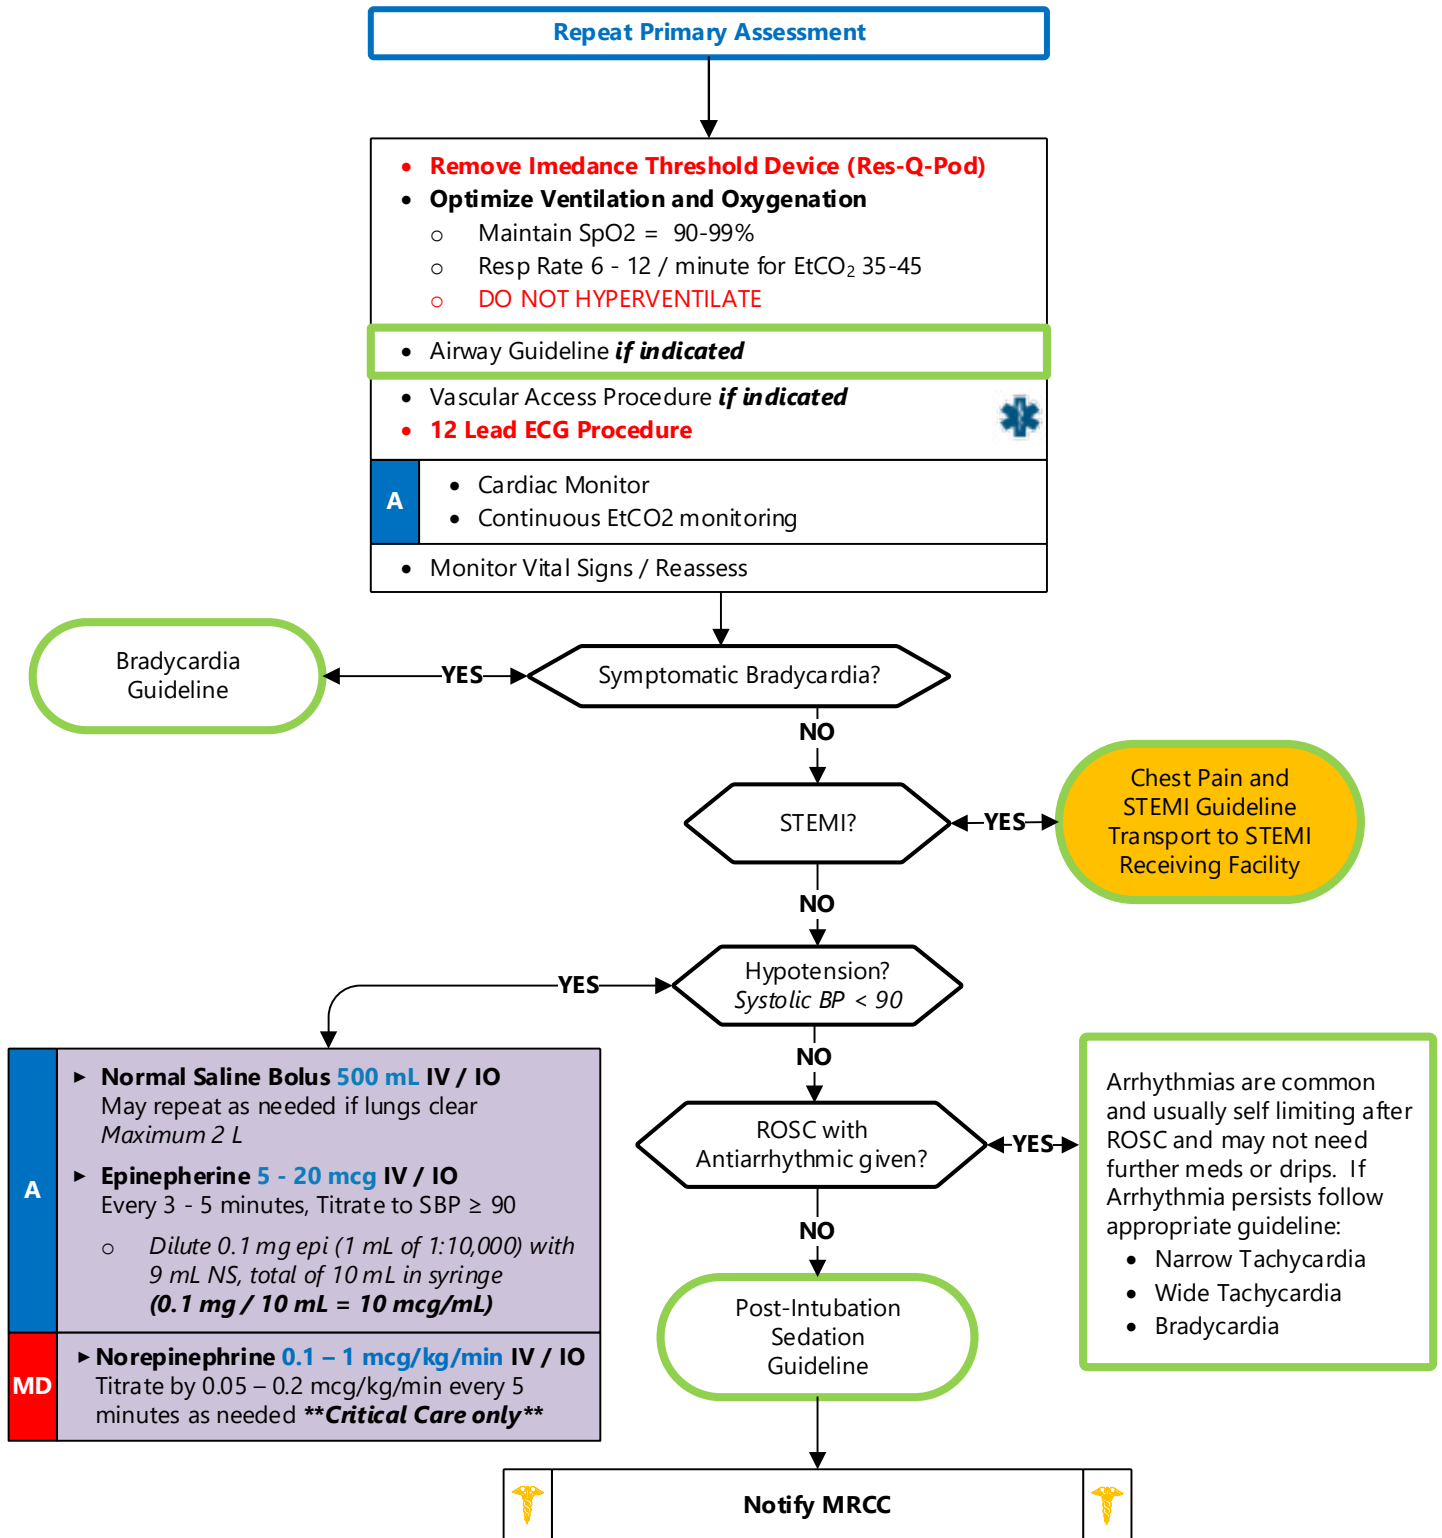 Repeat Primary Assessment
• Remove Imedance Threshold Device (Res-Q-Pod)
• Optimize Ventilation and Oxygenation
o Maintain SpO2 = 90-99%
o Resp Rate 6 - 12 / minute for EtCO₂ 35-45
o DO NOT HYPERVENTILATE
• Airway Guideline if indicated
• Vascular Access Procedure if indicated
• 12 Lead ECG Procedure
A
• Cardiac Monitor
• Continuous EtCO2 monitoring
• Monitor Vital Signs / Reassess
Symptomatic Bradycardia?
YES
Bradycardia
Guideline
NO
STEMI?
YES
Chest Pain and
STEMI Guideline
Transport to STEMI
Receiving Facility
NO
Hypotension?
Systolic BP < 90
YES
A
► Normal Saline Bolus 500 mL IV / IO
May repeat as needed if lungs clear
Maximum 2 L
► Epinepherine 5 - 20 mcg IV / IO
Every 3 - 5 minutes, Titrate to SBP ≥ 90
o Dilute 0.1 mg epi (1 mL of 1:10,000) with
9 mL NS, total of 10 mL in syringe
(0.1 mg / 10 mL = 10 mcg/mL)
MD
► Norepinephrine 0.1 – 1 mcg/kg/min IV / IO
Titrate by 0.05 – 0.2 mcg/kg/min every 5
minutes as needed **Critical Care only**
NO
ROSC with
Antiarrhythmic given?
YES
Arrhythmias are common
and usually self limiting after
ROSC and may not need
further meds or drips. If
Arrhythmia persists follow
appropriate guideline:
• Narrow Tachycardia
• Wide Tachycardia
• Bradycardia
NO
Post-Intubation
Sedation
Guideline
Notify MRCC